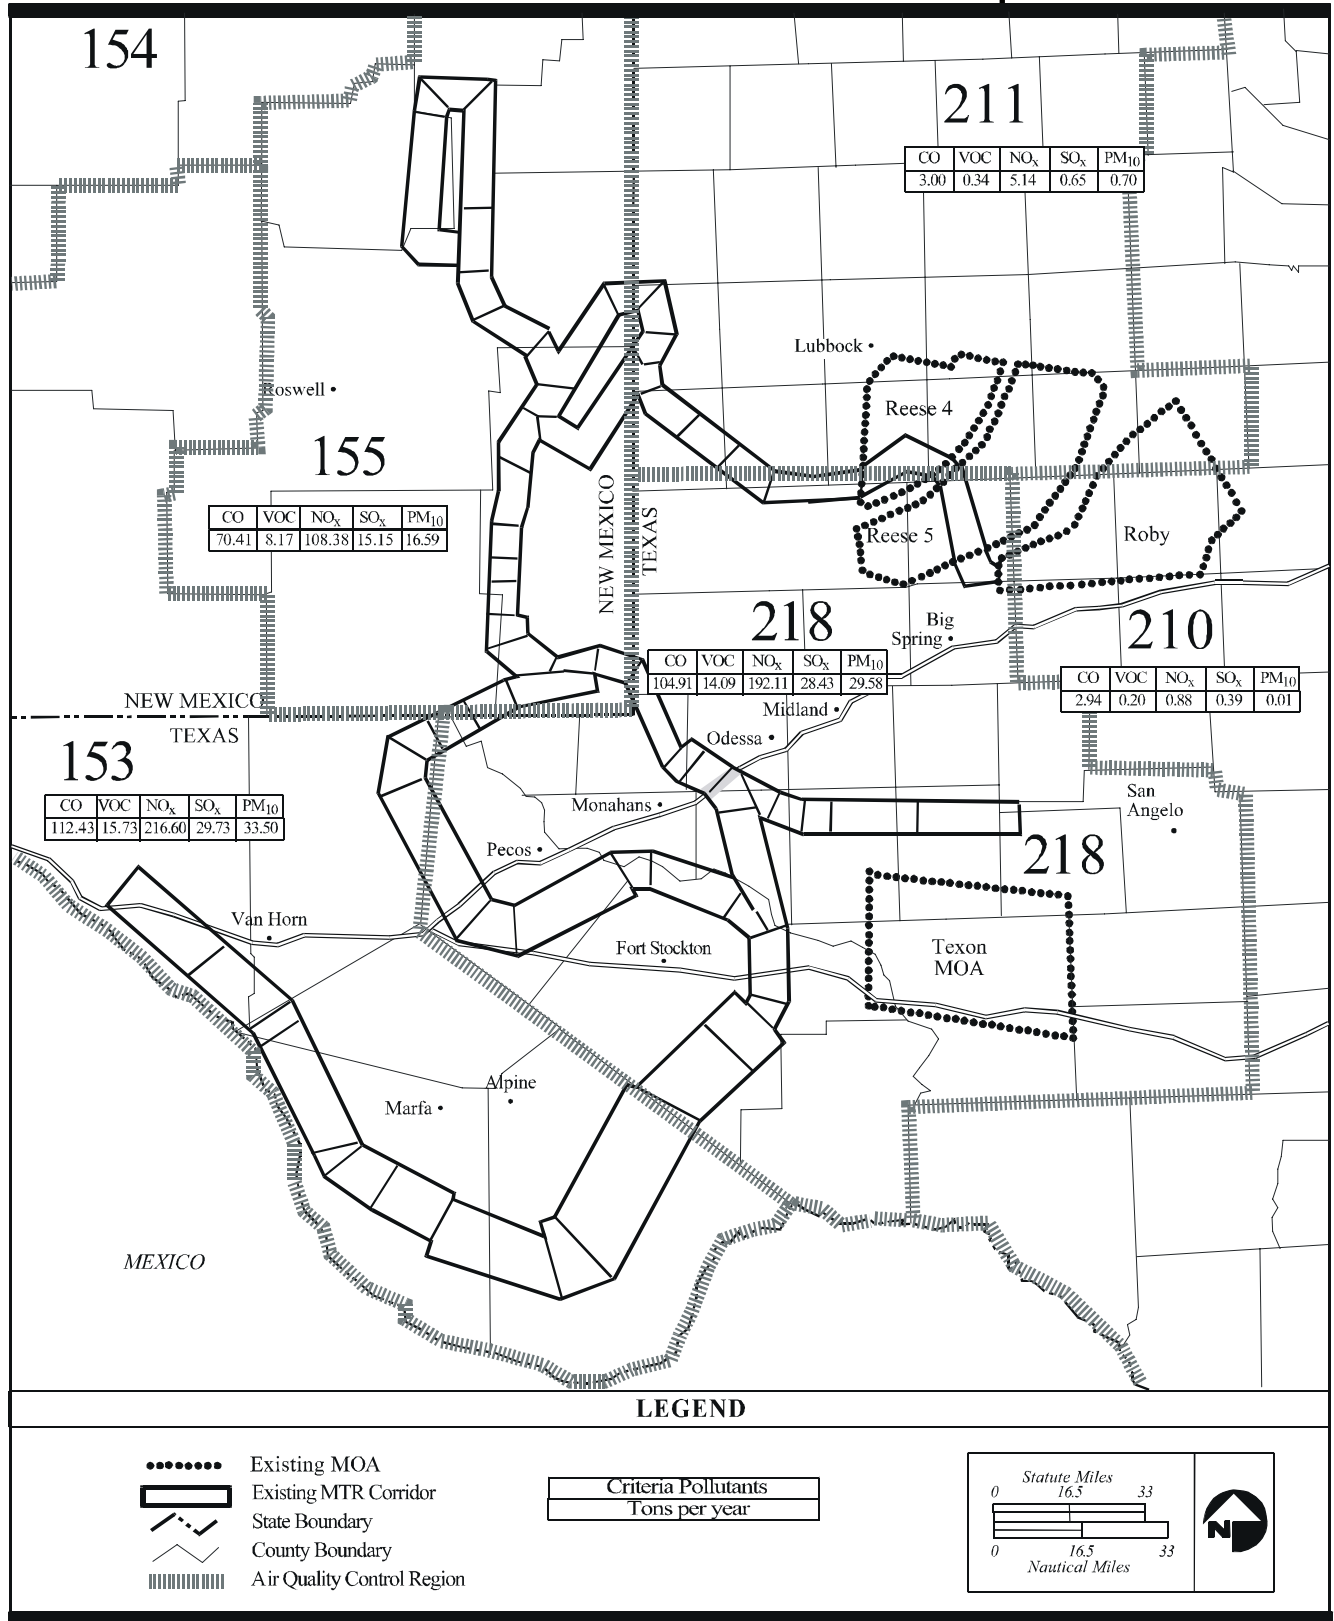 154
211
CO VOC NOx SOx PM10
3.00 0.34 5.14 0.65 0.70
Lubbock
Roswell
Reese 4
155
CO VOC NOx SOx PM10
70.41 8.17 108.38 15.15 16.59
NEW MEXICO
TEXAS
Reese 5
Roby
218
Big
Spring
210
CO VOC NOx SOx PM10
104.91 14.09 192.11 28.43 29.58
CO VOC NOx SOx PM10
2.94 0.20 0.88 0.39 0.01
NEW MEXICO
TEXAS
Midland
Odessa
153
CO VOC NOx SOx PM10
112.43 15.73 216.60 29.73 33.50
Monahans
San
Angelo
Pecos
218
Van Horn
Fort Stockton
Texon
MOA
Alpine
Marfa
MEXICO
LEGEND
Existing MOA
Existing MTR Corridor
State Boundary
County Boundary
Air Quality Control Region
Criteria Pollutants
Tons per year
Statute Miles
0 16.5 33
0 16.5 33
Nautical Miles
N